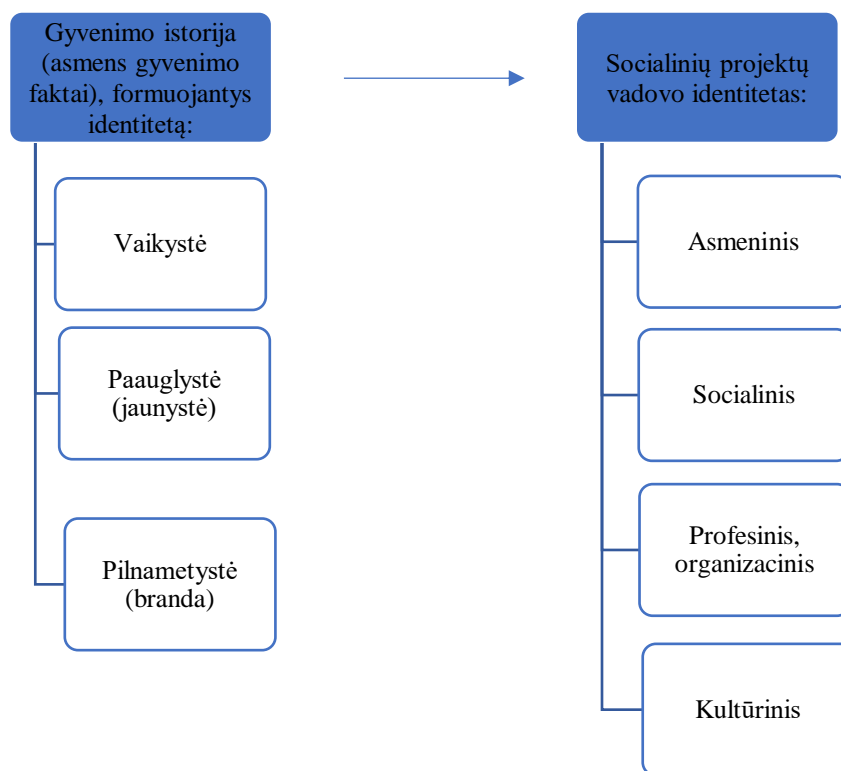 Gyvenimo istorija
(asmens gyvenimo
faktai), formuojantys
identitetą:
Vaikystė
Paauglystė
(jaunystė)
Pilnametystė
(branda)
Socialinių projektų
vadovo identitetas:
Asmeninis
Socialinis
Profesinis,
organizacinis
Kultūrinis